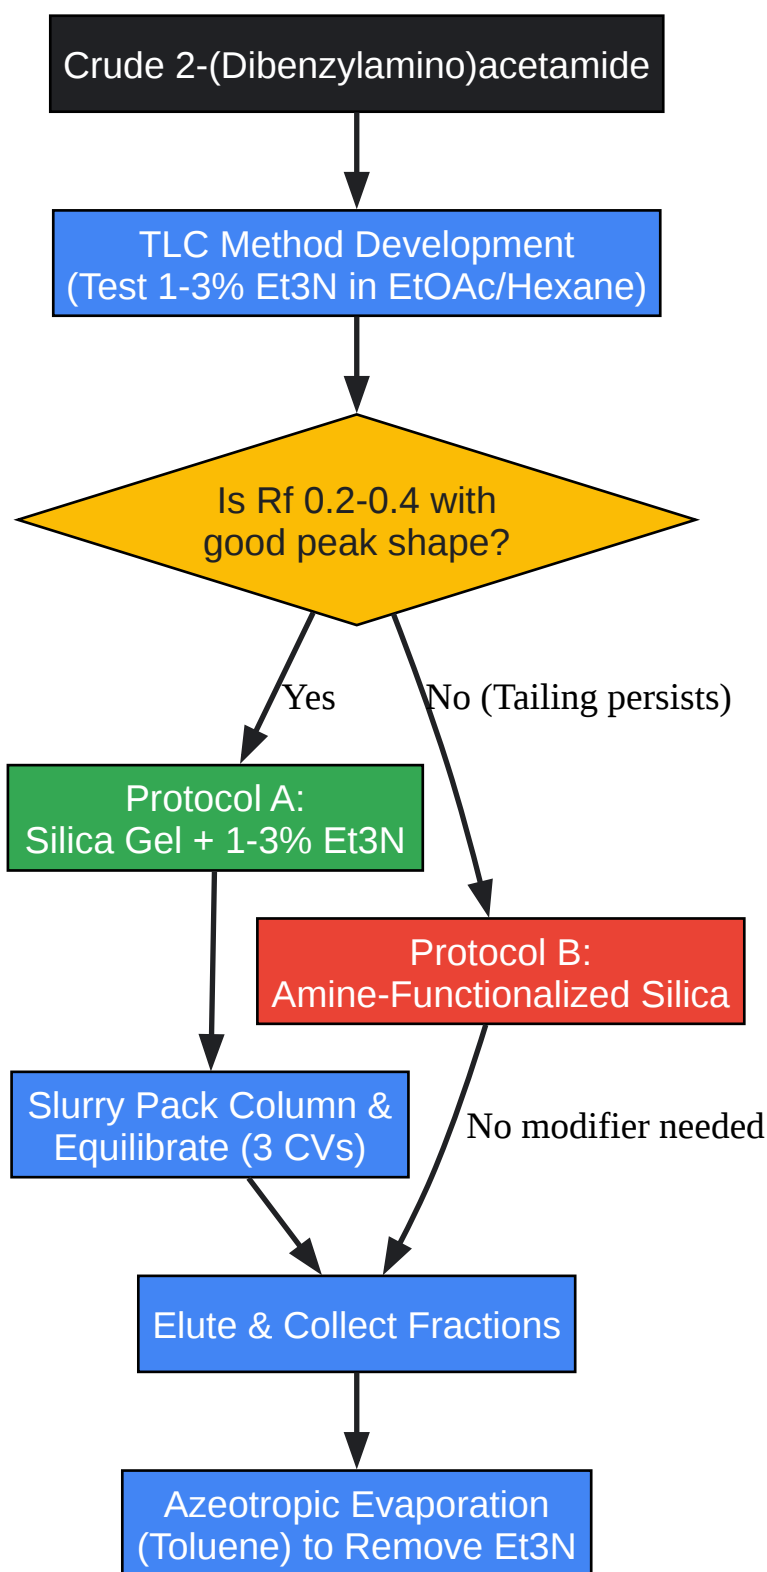 Crude 2-(Dibenzylamino)acetamide
TLC Method Development
(Test 1-3% Et3N in EtOAc/Hexane)
Is Rf 0.2-0.4 with
good peak shape?
Yes
No (Tailing persists)
Protocol A:
Silica Gel + 1-3% Et3N
Protocol B:
Amine-Functionalized Silica
Slurry Pack Column &
Equilibrate (3 CVs)
No modifier needed
Elute & Collect Fractions
Azeotropic Evaporation
(Toluene) to Remove Et3N